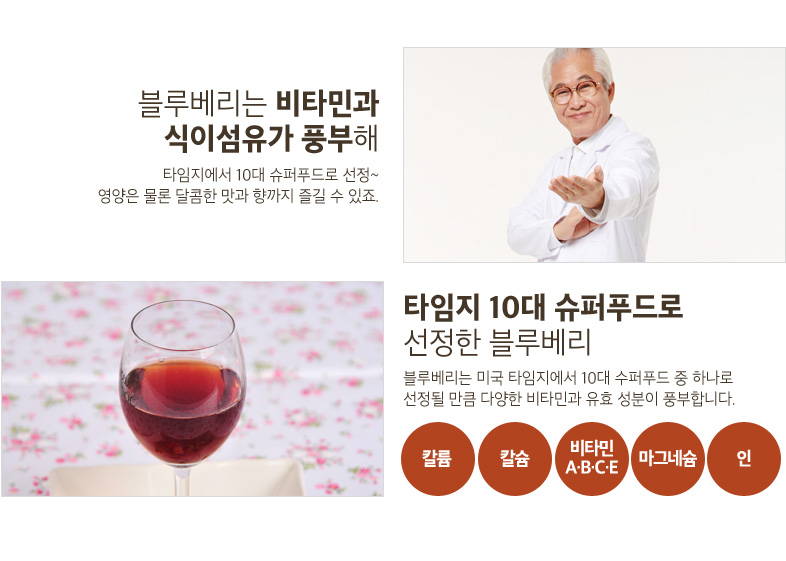 블루베리는 비타민과
식이섬유가 풍부해
타임지에서 10대 슈퍼푸드로 선정~
영양은 물론 달콤한 맛과 향까지 즐길 수 있죠.
타임지 10대 슈퍼푸드로
선정한 블루베리
블루베리는 미국 타임지에서 10대 수퍼푸드 중 하나로
선정될 만큼 다양한 비타민과 유효 성분이 풍부합니다.
칼륨
칼슘
비타민
A·B·C·E
마그네슘
인